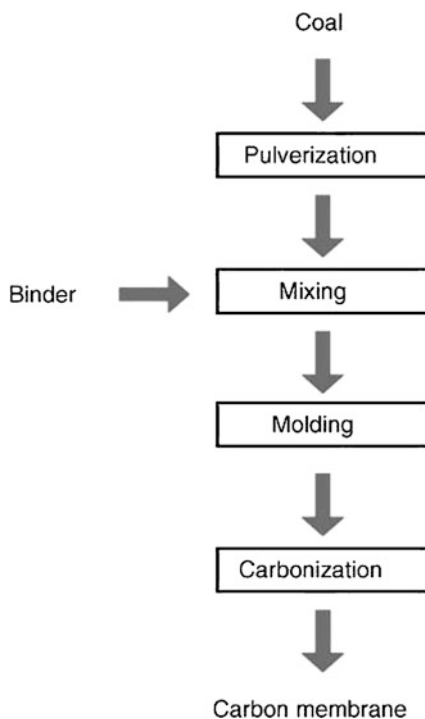 Coal
Pulverization
Binder
Mixing
Molding
Carbonization
Carbon membrane